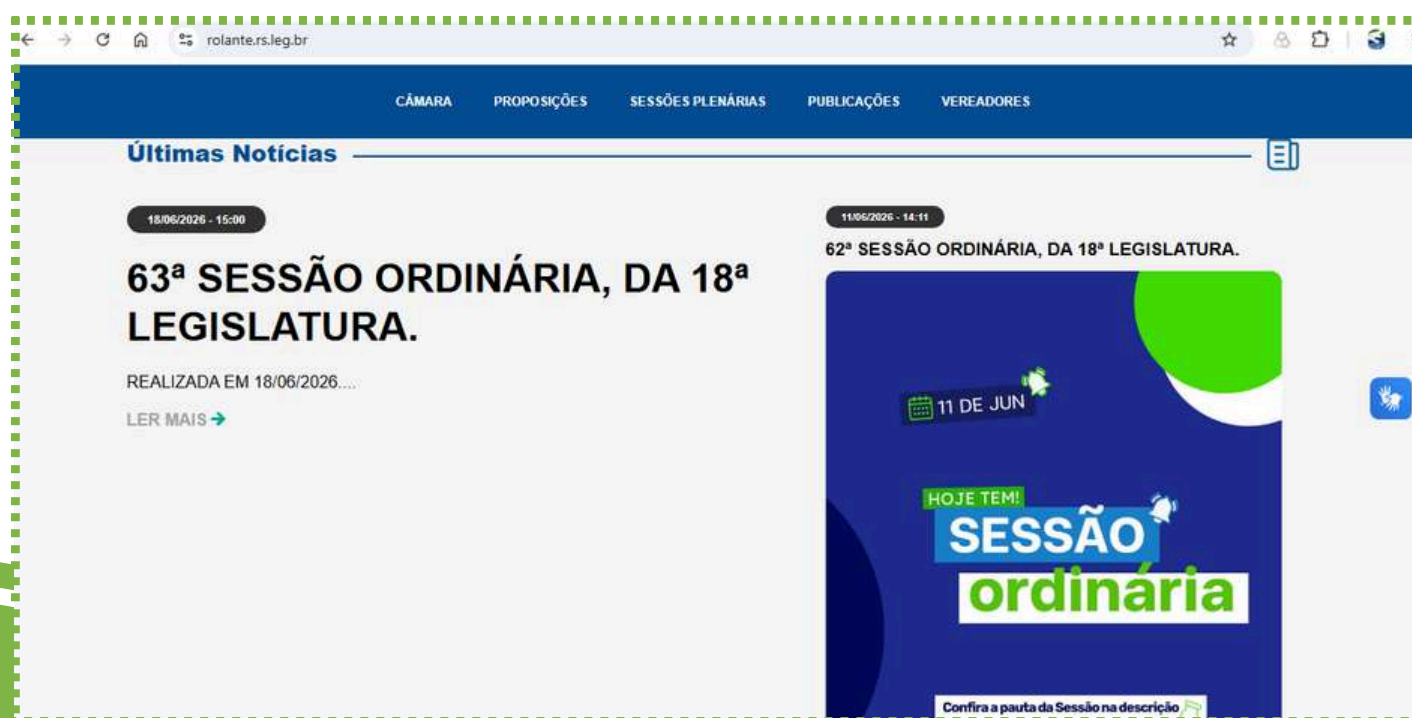 rolante.rs.leg.br
CÂMARA PROPOSIÇÕES SESSÕES PLENÁRIAS PUBLICAÇÕES VEREADORES
Últimas Notícias
18/06/2026 - 15:00
63ª SESSÃO ORDINÁRIA, DA 18ª
LEGISLATURA.
REALIZADA EM 18/06/2026....
LER MAIS
11/06/2026 - 14:11
62ª SESSÃO ORDINÁRIA, DA 18ª LEGISLATURA.
11 DE JUN
HOJE TEM!
SESSÃO
ordinária
Confira a pauta da Sessão na descrição